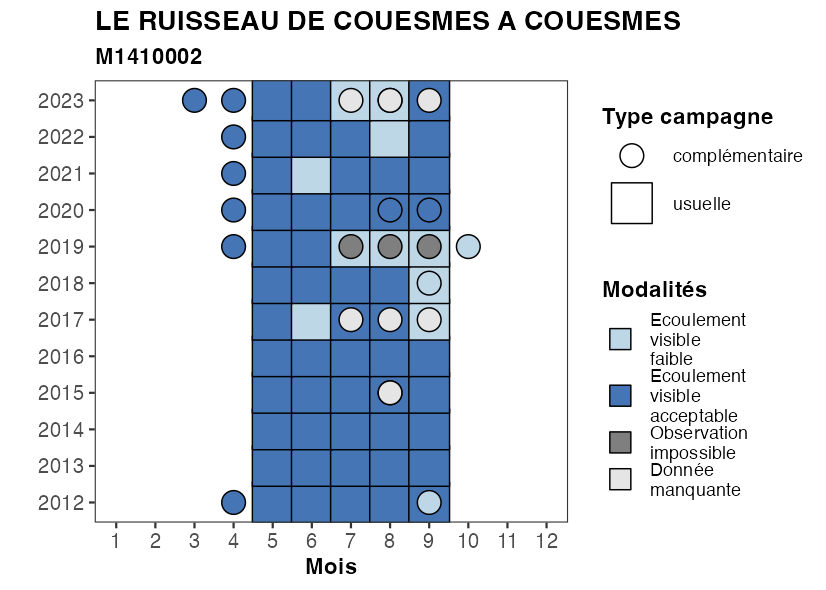 LE RUISSEAU DE COUESMES A COUESMES
M1410002
2023
2022
2021
2020
2019
2018
2017
2016
2015
2014
2013
2012
1 2 3 4 5 6 7 8 9 10 11 12
Mois
Type campagne
complémentaire
usuelle
Modalités
Ecoulement
visible
faible
Ecoulement
visible
acceptable
Observation
impossible
Donnée
manquante